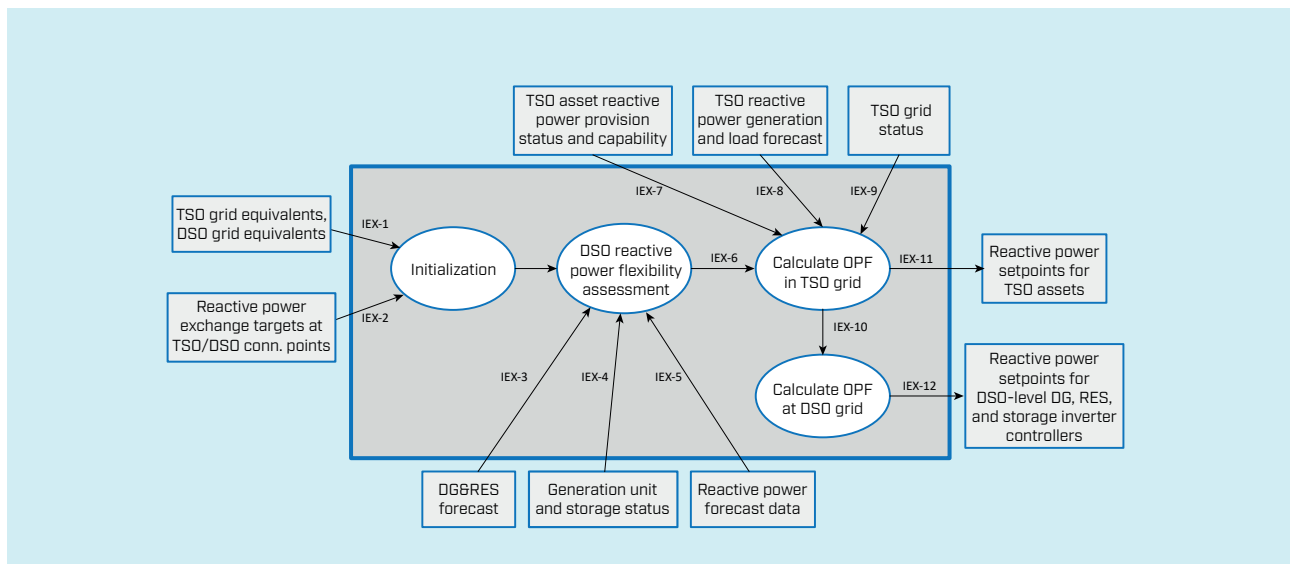 TSO asset reactive
power provision
status and capability
TSO reactive
power generation
and load forecast
TSO grid
status
IEX-7
IEX-8
IEX-9
TSO grid equivalents,
DSO grid equivalents
IEX-1
Reactive power
exchange targets at
TSO/DSO conn. points
IEX-2
Initialization
DSO reactive
power flexibility
assessment
IEX-6
Calculate OPF
in TSO grid
IEX-11
Reactive power
setpoints for
TSO assets
IEX-10
IEX-3
IEX-4
IEX-5
Calculate OPF
at DSO grid
IEX-12
Reactive power
setpoints for
DSO-level DG, RES,
and storage inverter
controllers
DG&RES
forecast
Generation unit
and storage status
Reactive power
forecast data